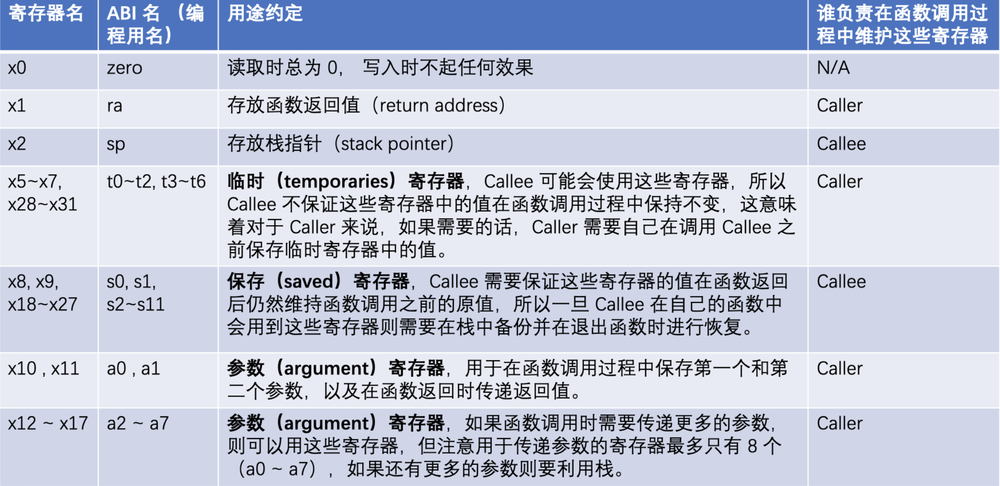 寄存器名
ABI 名 （编
程用名）
用途约定
谁负责在函数调用过
程中维护这些寄存器
x0
zero
读取时总为 0， 写入时不起任何效果
N/A
x1
ra
存放函数返回值（return address）
Caller
x2
sp
存放栈指针（stack pointer）
Callee
x5~x7,
x28~x31
t0~t2, t3~t6
临时（temporaries）寄存器，Callee 可能会使用这些寄存器，所以
Callee 不保证这些寄存器中的值在函数调用过程中保持不变，这意味
着对于 Caller 来说，如果需要的话，Caller 需要自己在调用 Callee 之
前保存临时寄存器中的值。
Caller
x8, x9,
x18~x27
s0, s1,
s2~s11
保存（saved）寄存器，Callee 需要保证这些寄存器的值在函数返回
后仍然维持函数调用之前的原值，所以一旦 Callee 在自己的函数中
会用到这些寄存器则需要在栈中备份并在退出函数时进行恢复。
Callee
x10 , x11
a0 , a1
参数（argument）寄存器，用于在函数调用过程中保存第一个和第
二个参数，以及在函数返回时传递返回值。
Caller
x12 ~ x17
a2 ~ a7
参数（argument）寄存器，如果函数调用时需要传递更多的参数，
则可以用这些寄存器，但注意用于传递参数的寄存器最多只有 8 个
（a0 ~ a7），如果还有更多的参数则要利用栈。
Caller